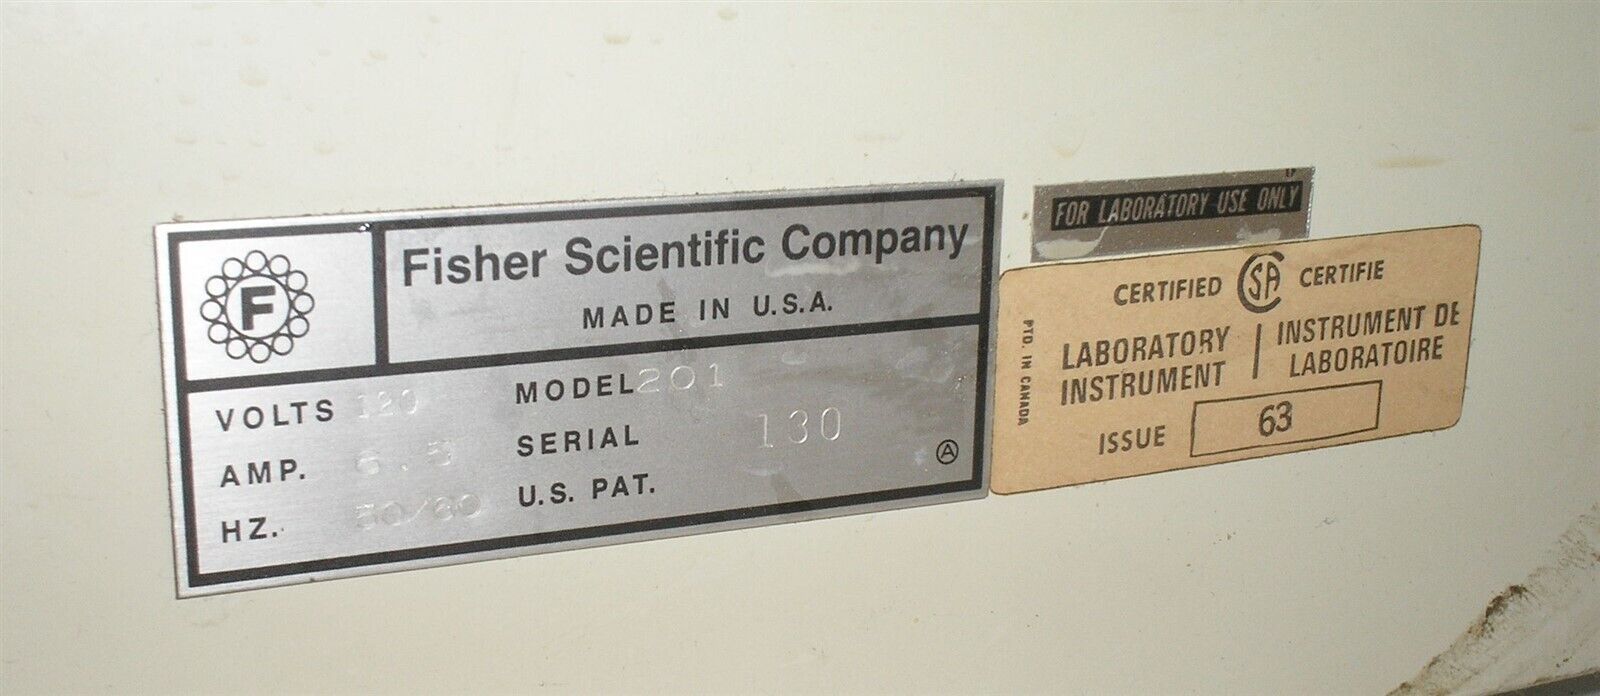 F
Fisher Scientific Company
MADE IN U.S.A.
VOLTS 120
AMP. 6.5
HZ. 50/60
MODEL 201
SERIAL 130
U.S. PAT.
A
FOR LABORATORY USE ONLY
CERTIFIED CSA CERTIFIE
LABORATORY INSTRUMENT
INSTRUMENT DE LABORATOIRE
ISSUE 63
PTD. IN CANADA